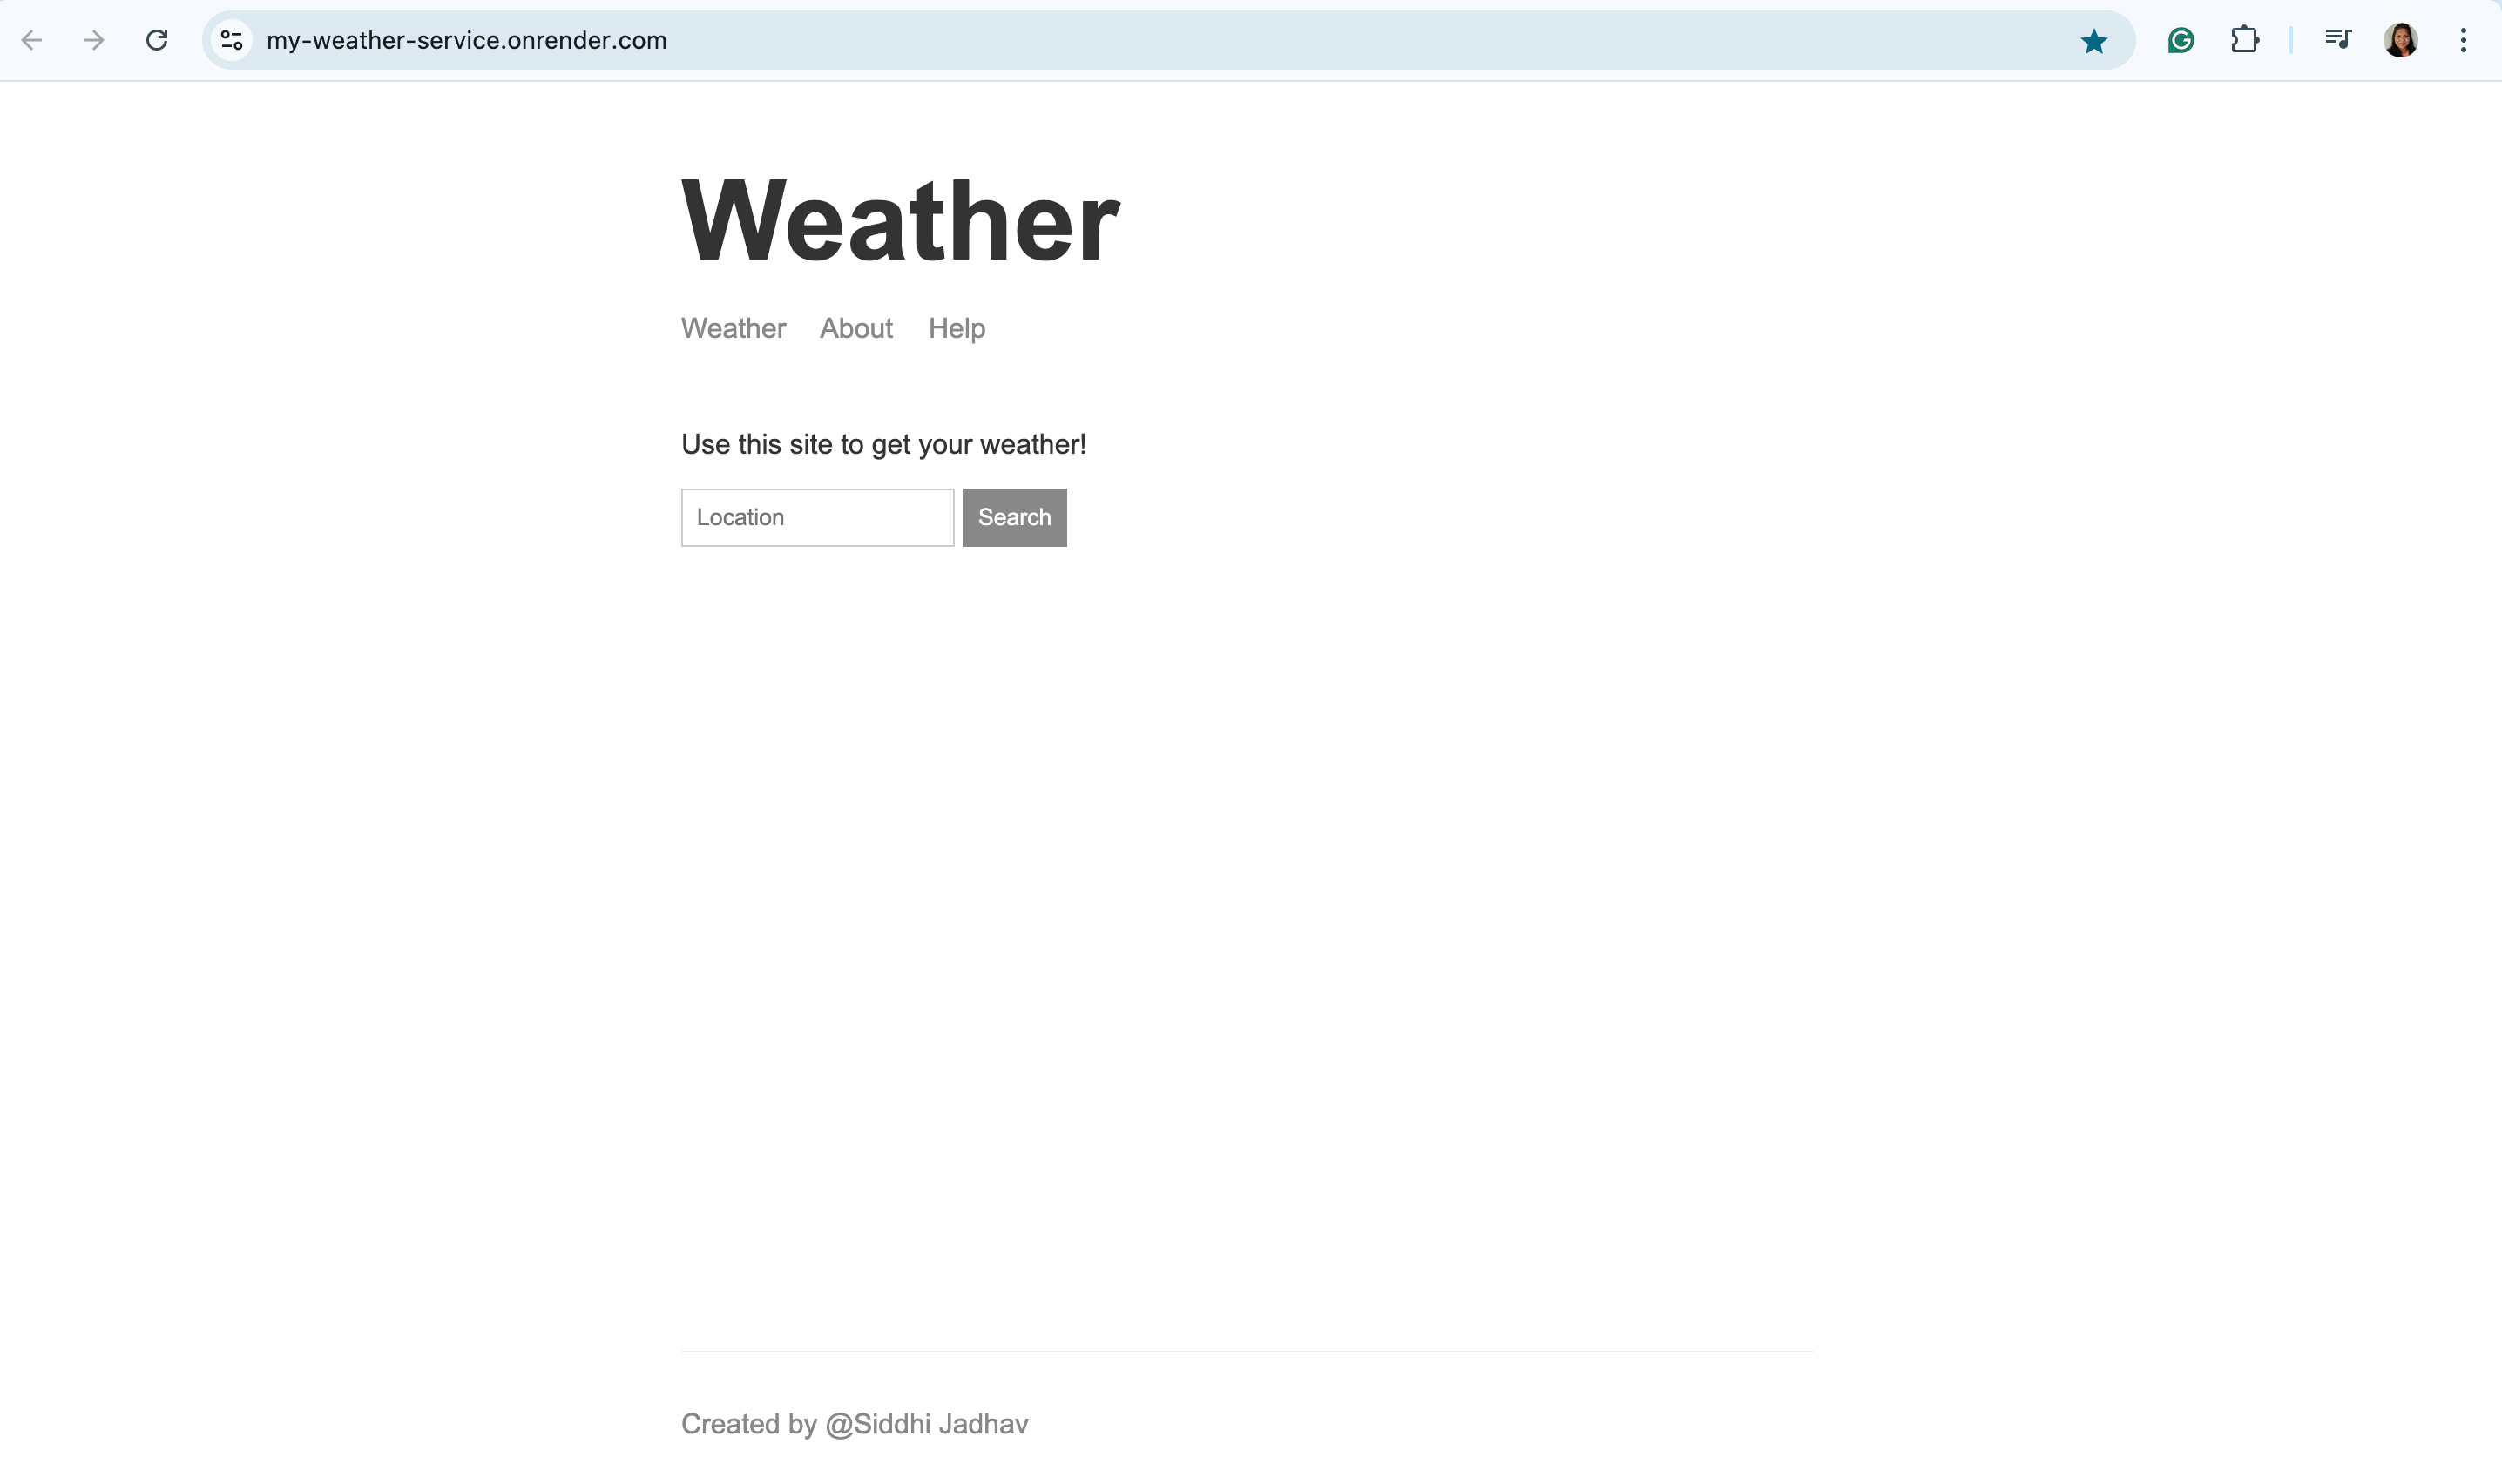 my-weather-service.onrender.com
Weather
Weather About Help
Use this site to get your weather!
Location Search
Created by @Siddhi Jadhav